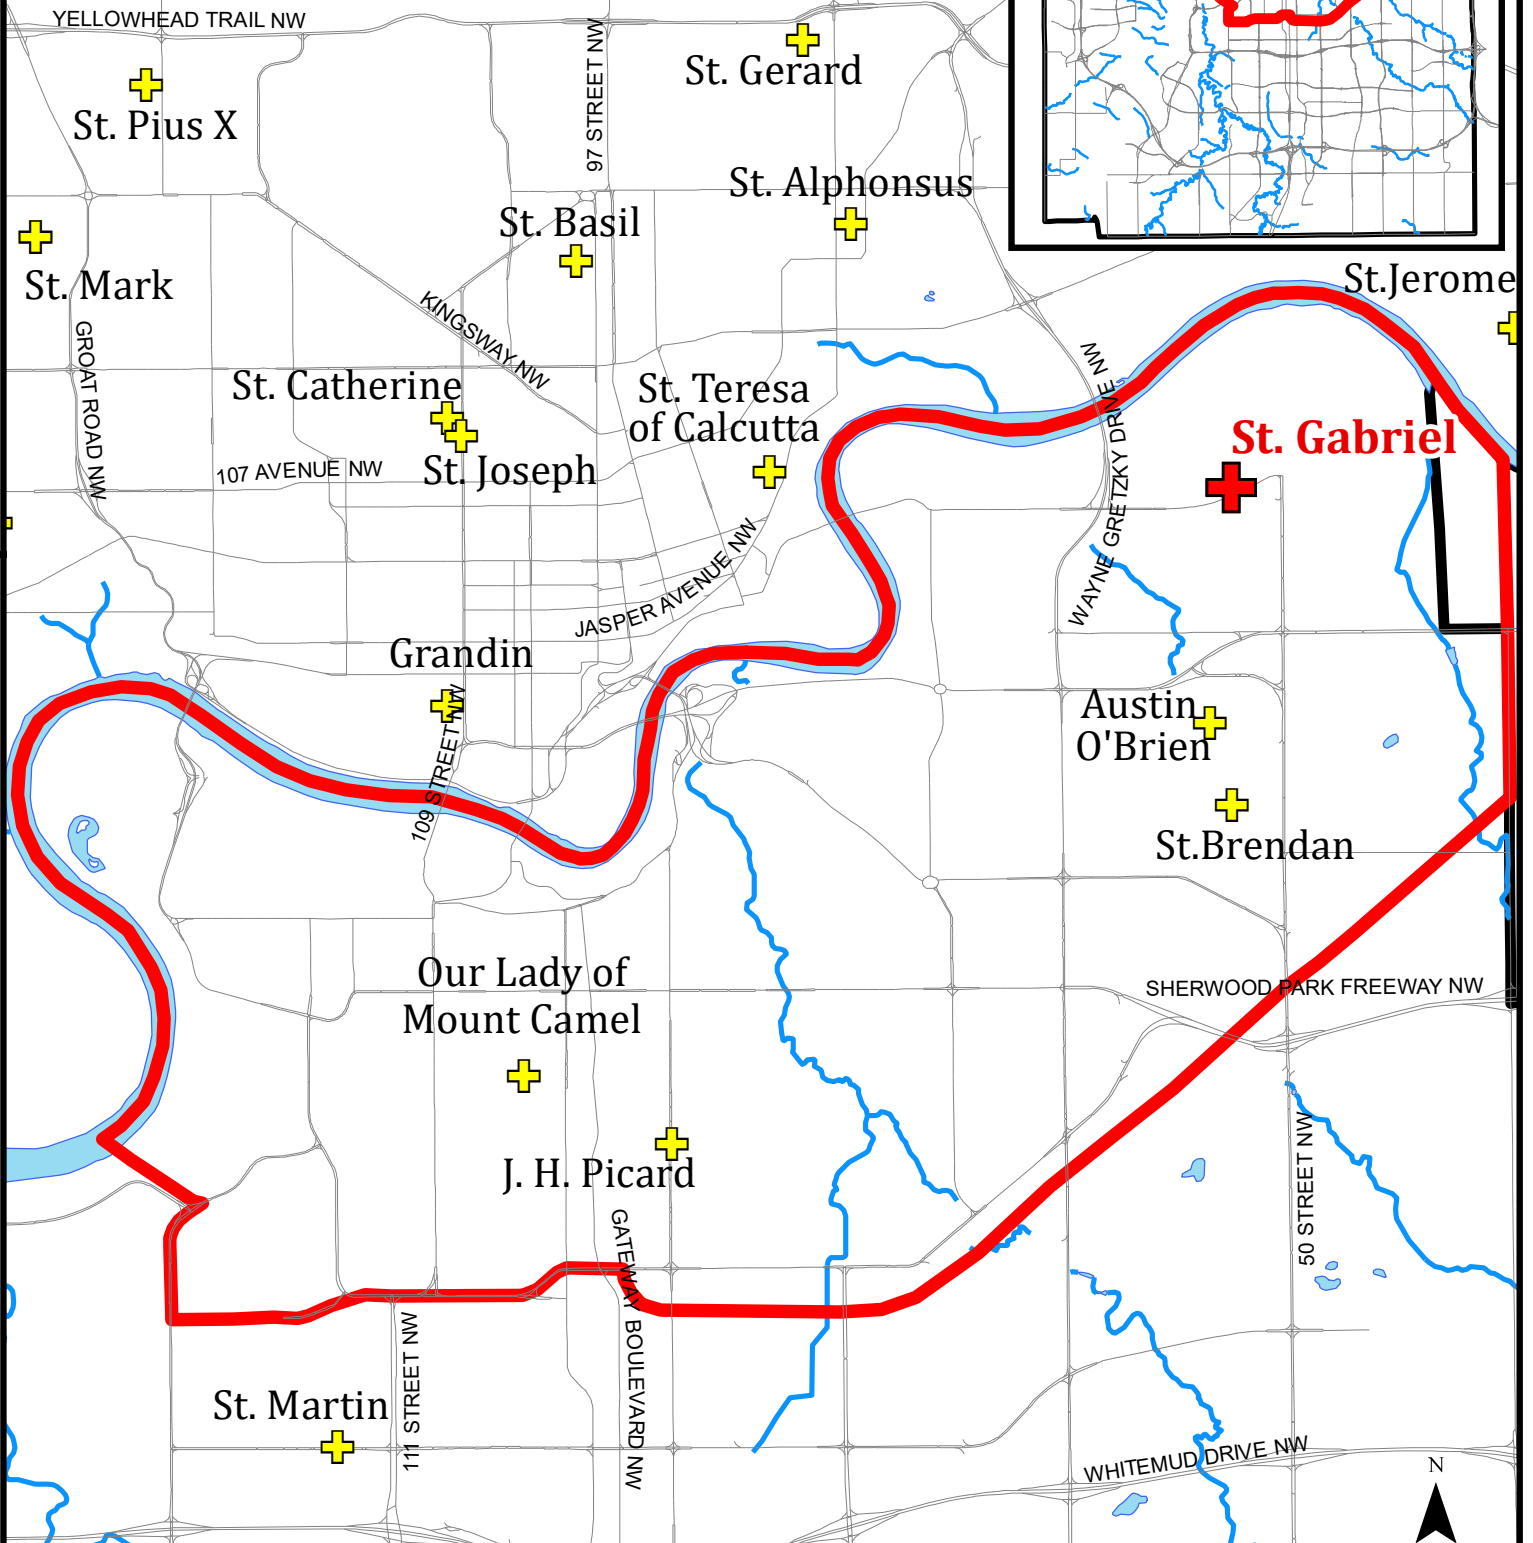 YELLOWHEAD TRAIL NW
St. Gerard
97 STREET NW
St. Pius X
St. Alphonsus
St. Basil
St. Mark
St.Jerome
KINGSWAY NW
GROAT ROAD NW
St. Catherine
St. Teresa
of Calcutta
WAYNE GRETZKY DRIVE NW
St. Gabriel
St. Joseph
107 AVENUE NW
JASPER AVENUE NW
Grandin
109 STREET NW
Austin
O'Brien
St.Brendan
Our Lady of
Mount Camel
SHERWOOD PARK FREEWAY NW
J. H. Picard
50 STREET NW
GATEWAY BOULEVARD NW
111 STREET NW
St. Martin
WHITEMUD DRIVE NW
N